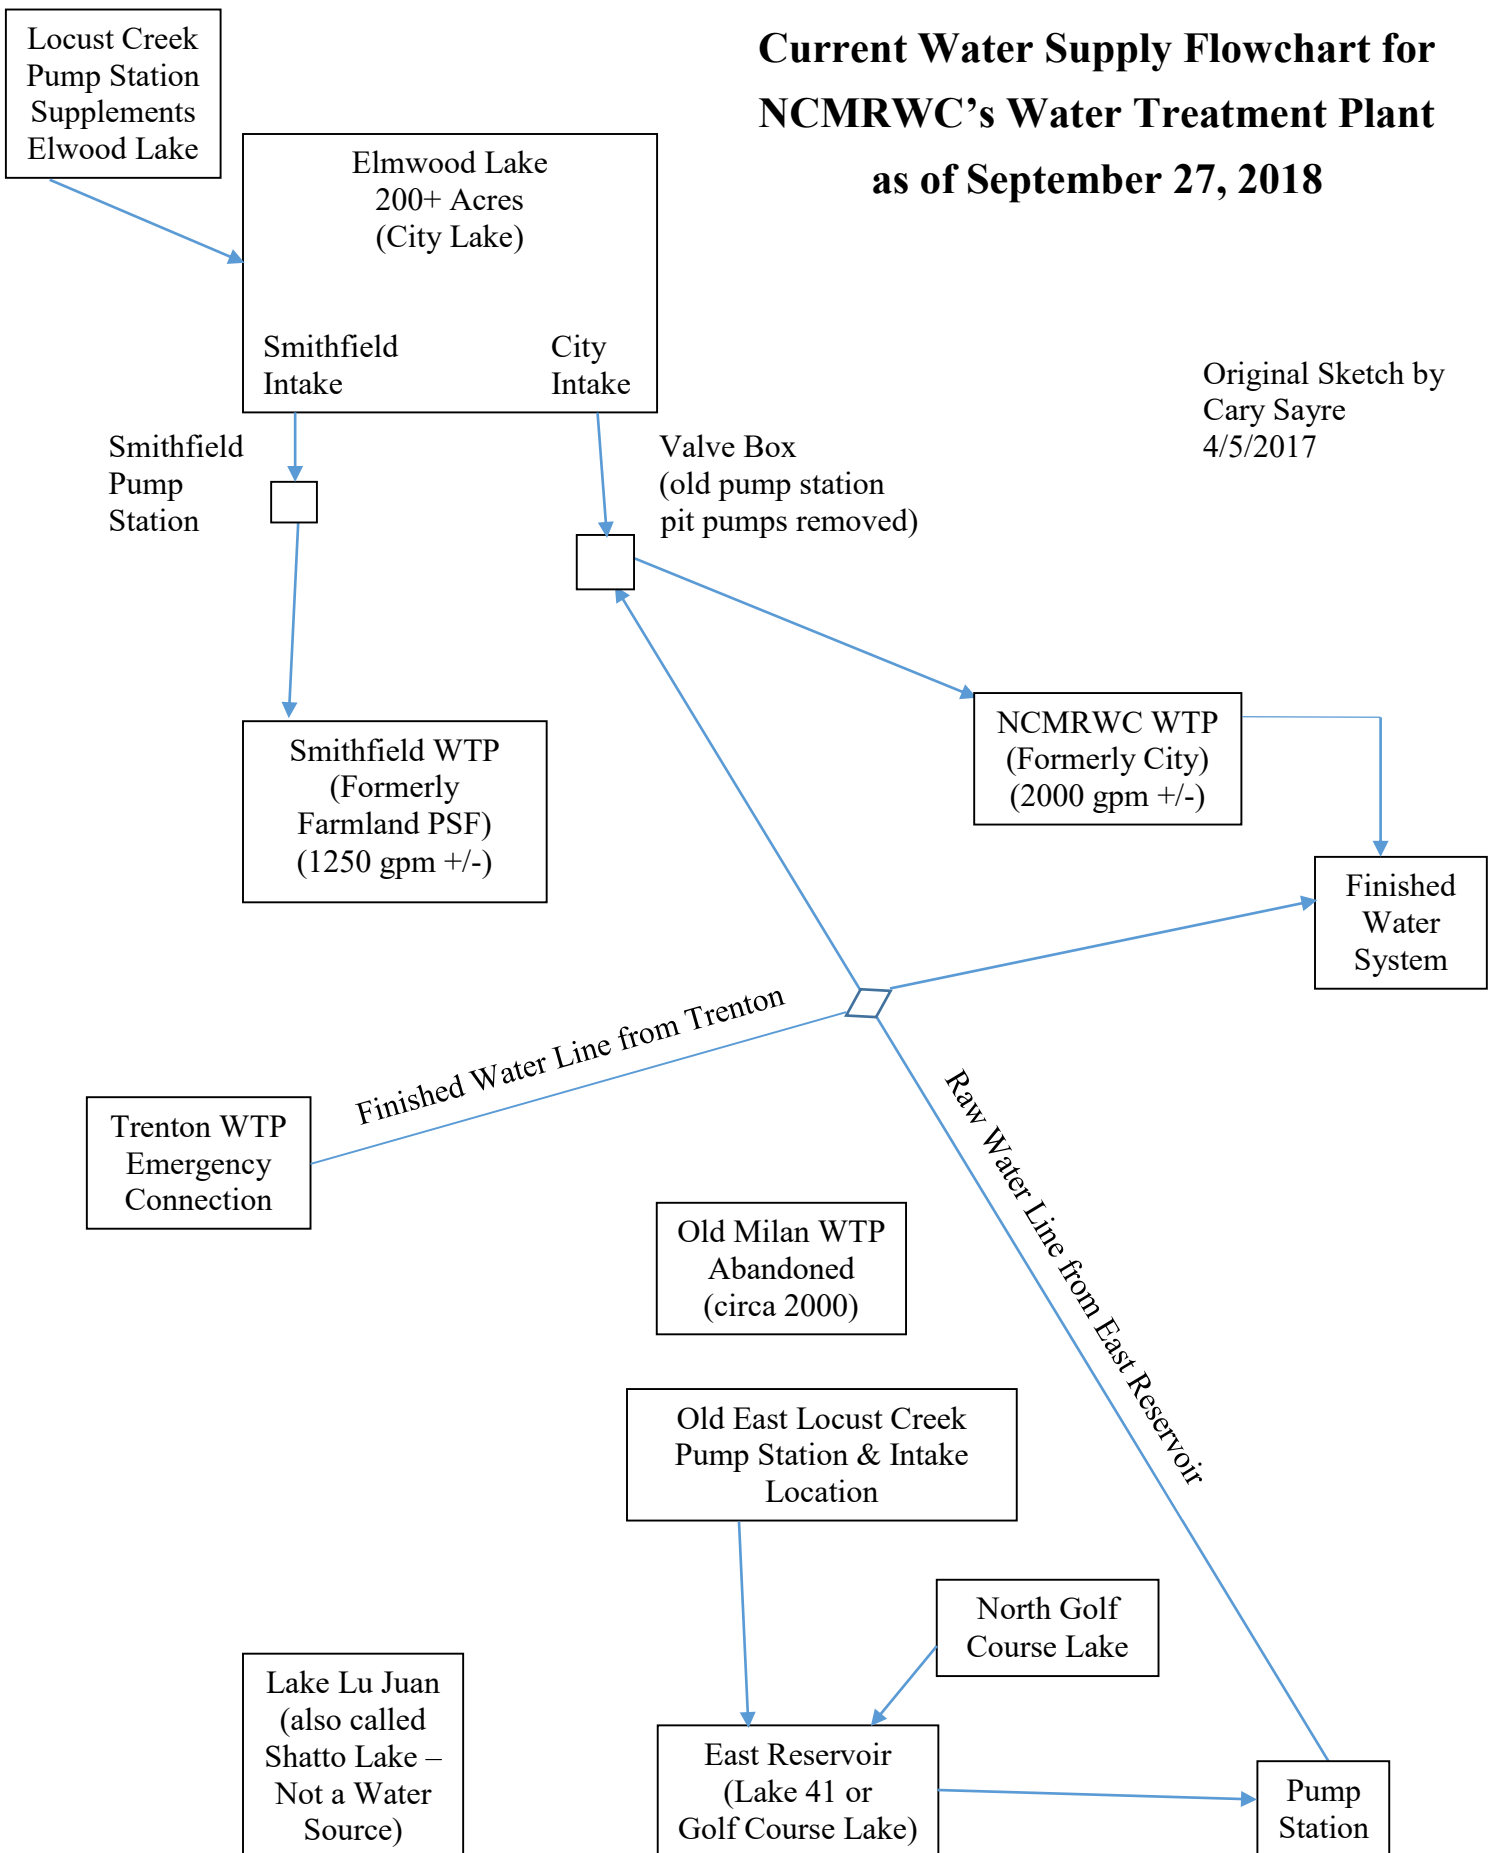 Locust Creek
Pump Station
Supplements
Elwood Lake
Current Water Supply Flowchart for
NCMRWC’s Water Treatment Plant
as of September 27, 2018
Elmwood Lake
200+ Acres
(City Lake)
Smithfield
Intake
City
Intake
Original Sketch by
Cary Sayre
4/5/2017
Smithfield
Pump
Station
Valve Box
(old pump station
pit pumps removed)
NCMRWC WTP
(Formerly City)
(2000 gpm +/-)
Smithfield WTP
(Formerly
Farmland PSF)
(1250 gpm +/-)
Finished
Water
System
Finished Water Line from Trenton
Trenton WTP
Emergency
Connection
Raw Water Line from East Reservoir
Old Milan WTP
Abandoned
(circa 2000)
Old East Locust Creek
Pump Station & Intake
Location
North Golf
Course Lake
Lake Lu Juan
(also called
Shatto Lake –
Not a Water
Source)
East Reservoir
(Lake 41 or
Golf Course Lake)
Pump
Station